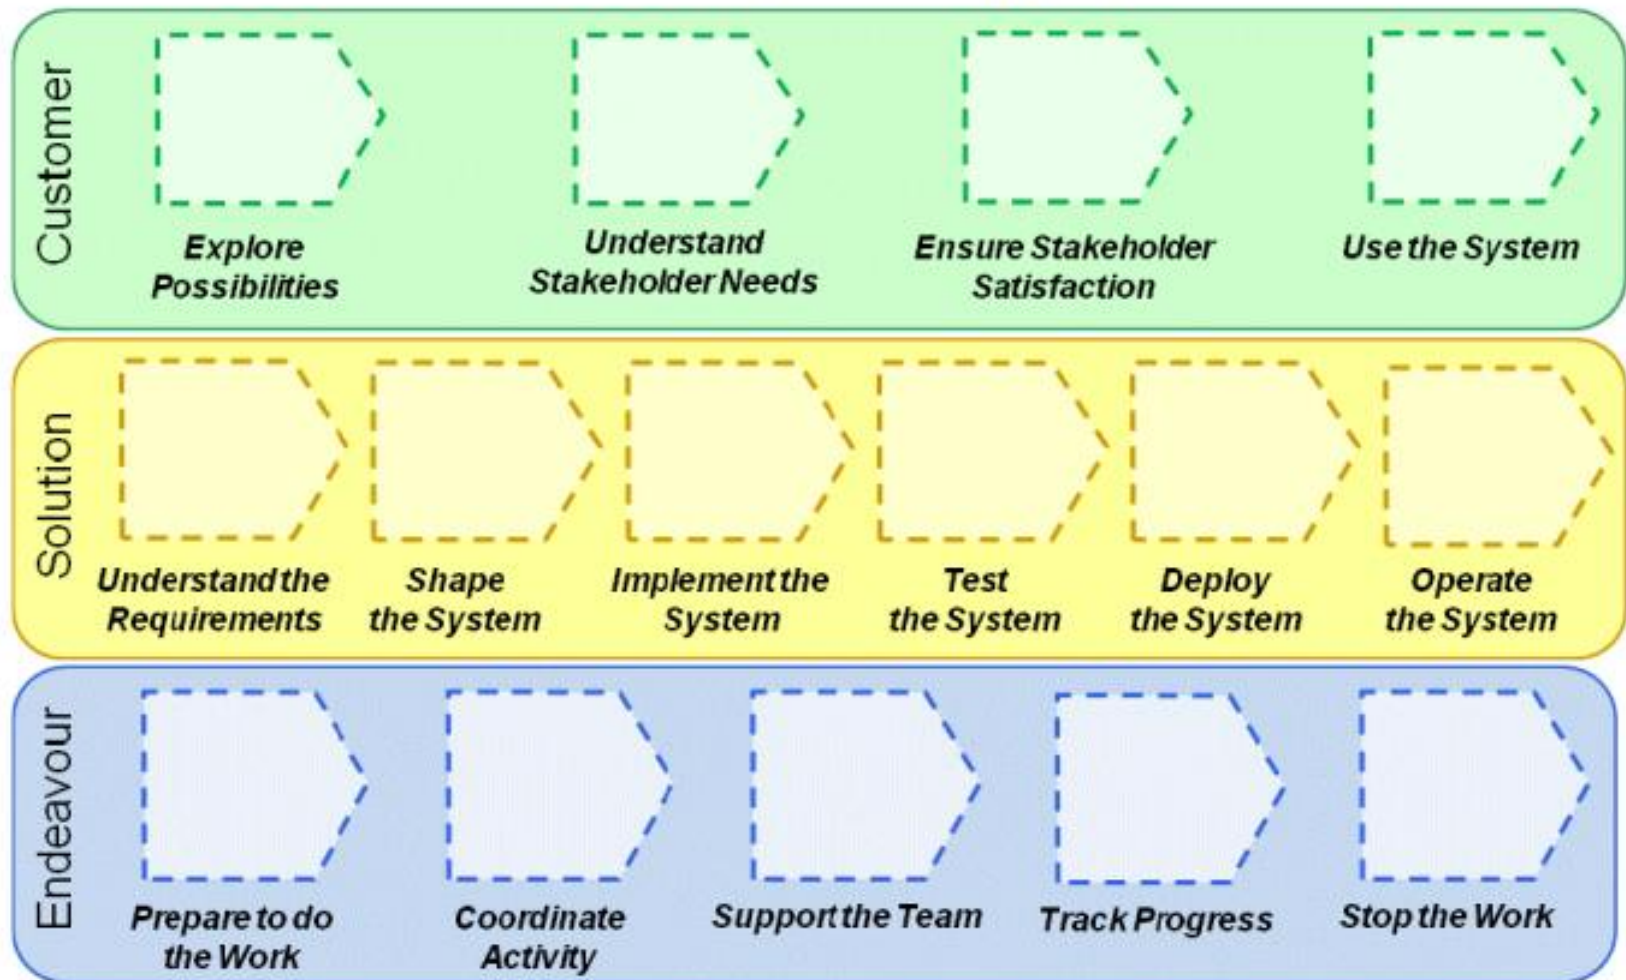 Customer
Explore
Possibilities
Understand
Stakeholder Needs
Ensure Stakeholder
Satisfaction
Use the System
Solution
Understand the
Requirements
Shape
the System
Implement the
System
Test
the System
Deploy
the System
Operate
the System
Endeavour
Prepare to do
the Work
Coordinate
Activity
Support the Team
Track Progress
Stop the Work